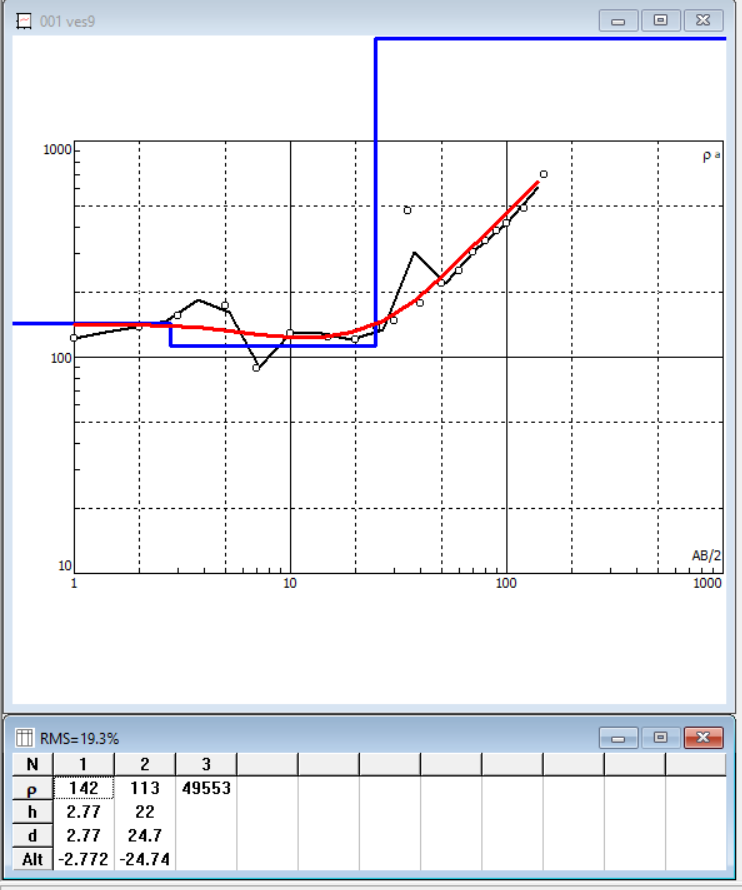 001 ves9
1000
ρ a
100
10
AB/2
1
10
100
1000
RMS=19.3%
N 1 2 3
ρ 142 113 49553
h 2.77 22
d 2.77 24.7
Alt -2.772 -24.74